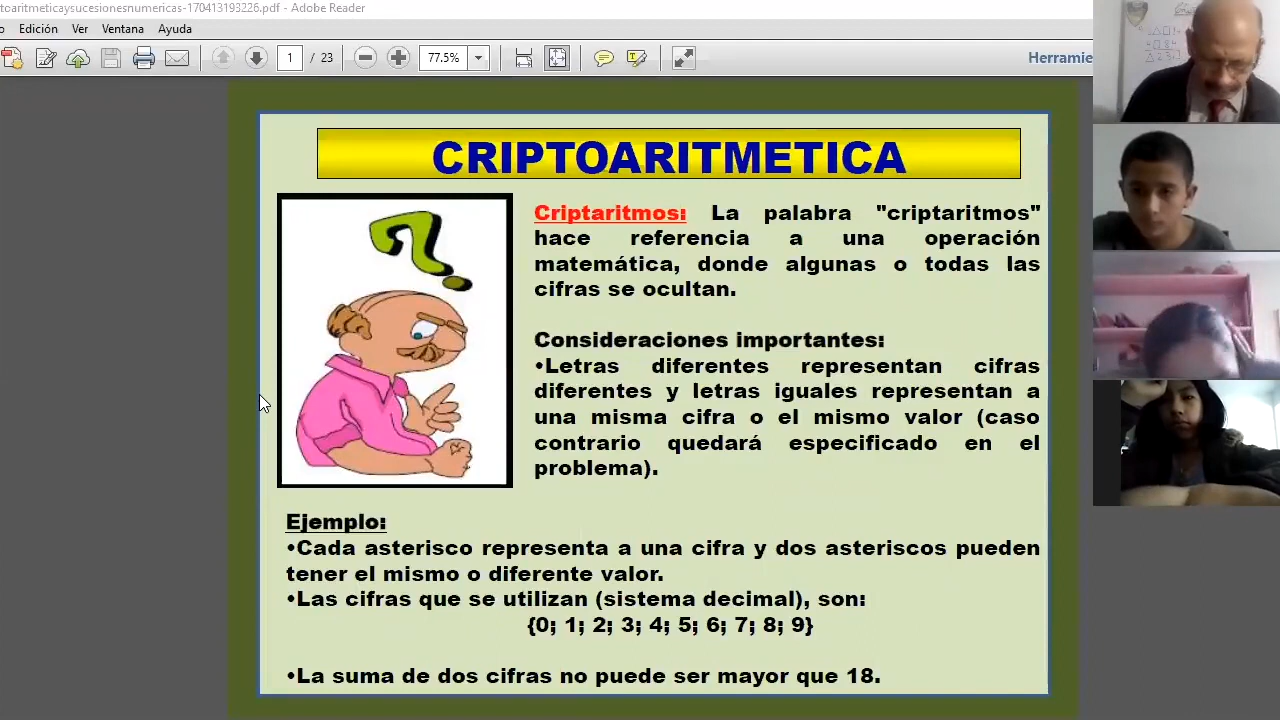 toaritmeticaysucesionesnumericas-170413193226.pdf - Adobe Reader
o Edición Ver Ventana Ayuda
1 / 23 77.5% Herramie
CRIPTOARITMETICA
Criptaritmos: La palabra "criptaritmos"
hace referencia a una operación
matemática, donde algunas o todas las
cifras se ocultan.
Consideraciones importantes:
•Letras diferentes representan cifras
diferentes y letras iguales representan a
una misma cifra o el mismo valor (caso
contrario quedará especificado en el
problema).
Ejemplo:
•Cada asterisco representa a una cifra y dos asteriscos pueden
tener el mismo o diferente valor.
•Las cifras que se utilizan (sistema decimal), son:
{0; 1; 2; 3; 4; 5; 6; 7; 8; 9}
•La suma de dos cifras no puede ser mayor que 18.